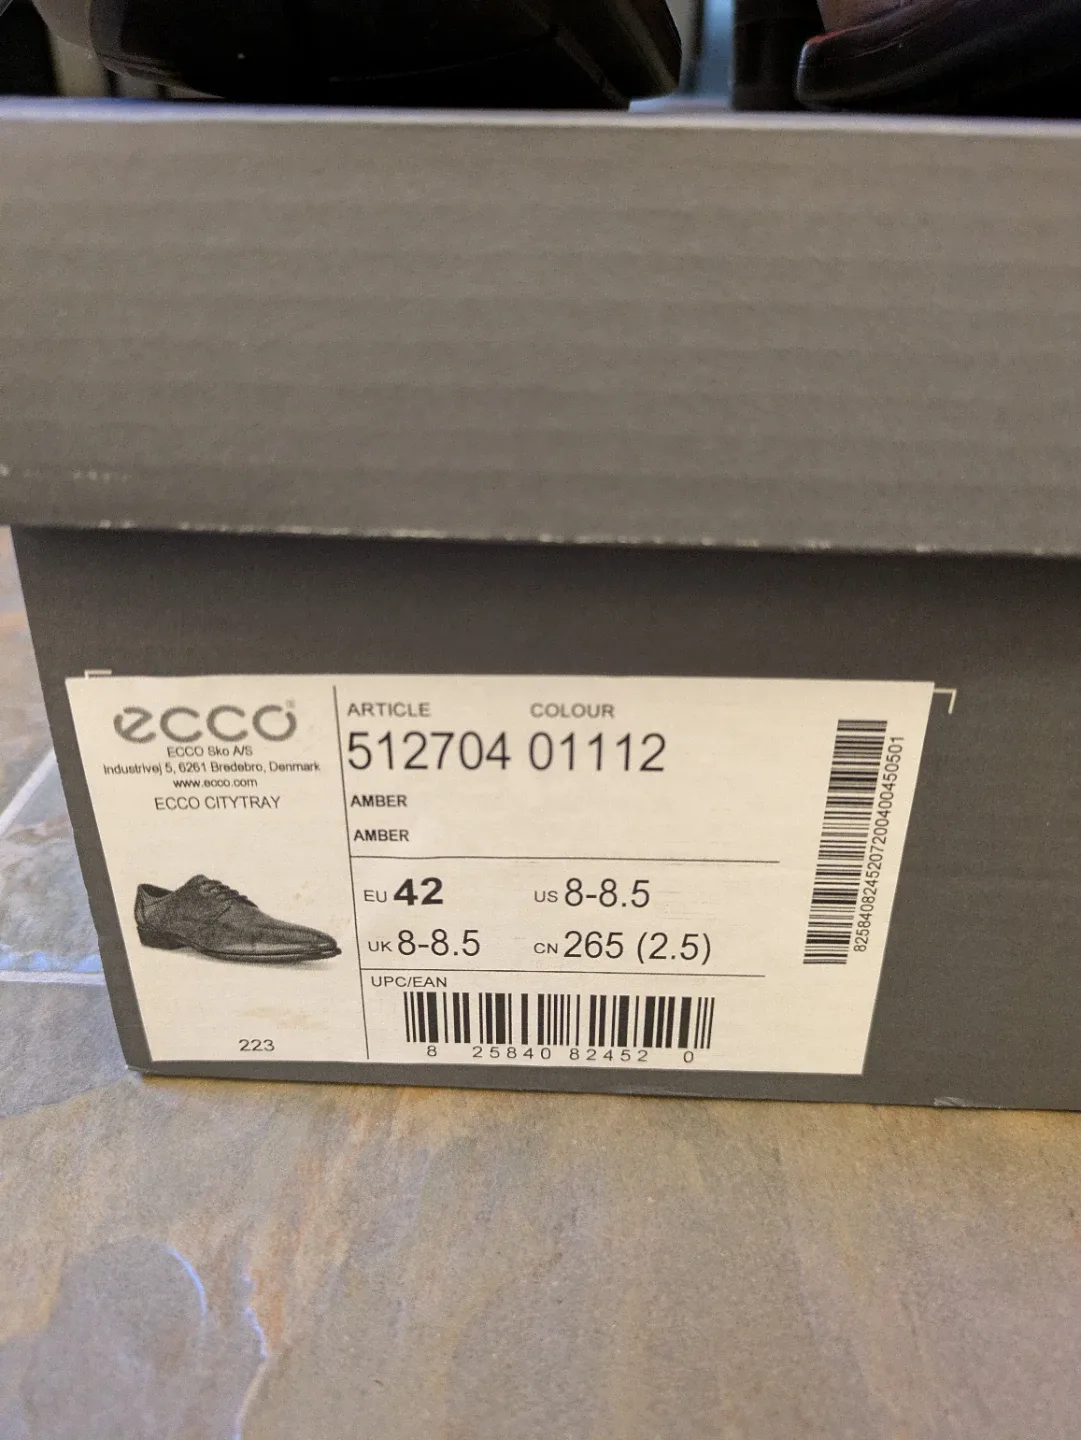 ecco®
ECCO Sko A/S
Industrivej 5, 6261 Bredebro, Denmark
www.ecco.com
ECCO CITYTRAY
223
ARTICLE COLOUR
512704 01112
AMBER
AMBER
EU 42 US 8-8.5
UK 8-8.5 CN 265 (2.5)
UPC/EAN
8 25840 82452 0
825840824520720040045050​1